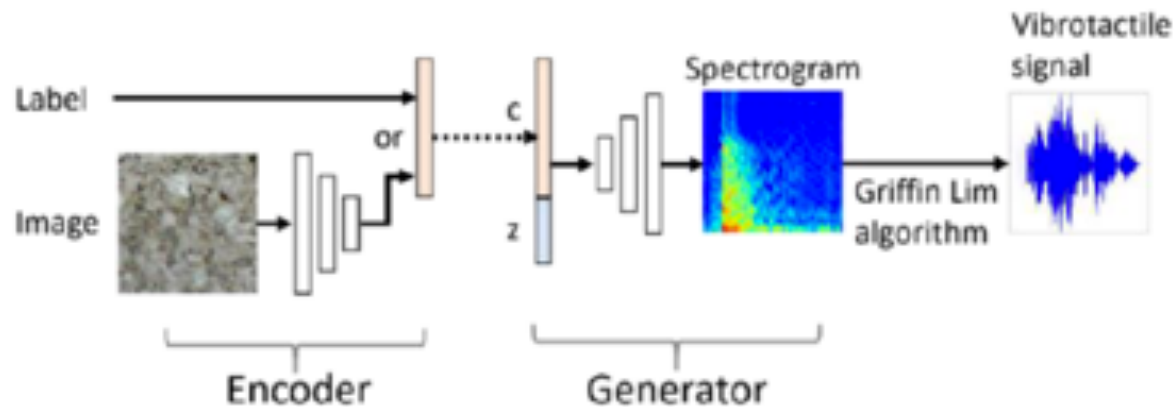 Vibrotactile
signal
Spectrogram
Label
c
or
Griffin Lim
algorithm
Image
z
Encoder
Generator